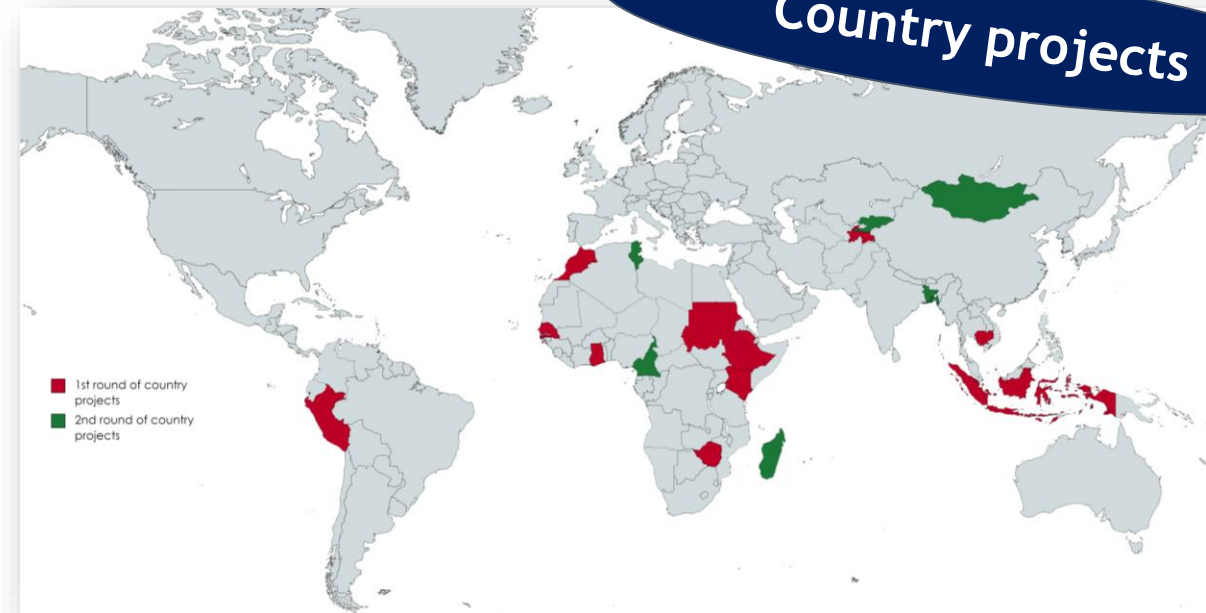 Country projects
1st round of country
projects
2nd round of country
projects